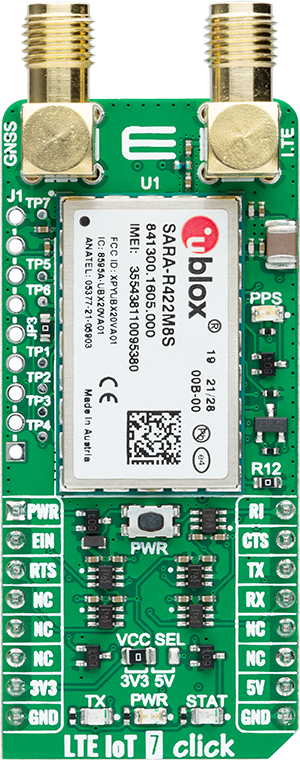 GNSS
LTE
U1
J1
TP7
TP5
TP6
JP3
TP1
TP2
TP3
TP4
ublox®
SARA-R422M8S
841300.1605.000
IMEI: 355438110095390
FCC ID: XPYUBX20VA01
IC: 8595A-UBX20VA01
ANATEL: 05377-21-05903
19 21/28
00B-00
CE
Made in Austria
e4
PPS
R12
PWR
EIN
RTS
NC
NC
NC
3V3
GND
RI
CTS
TX
RX
NC
NC
5V
GND
PWR
VCC SEL
3V3 5V
TX PWR STAT
LTE IoT 7 click